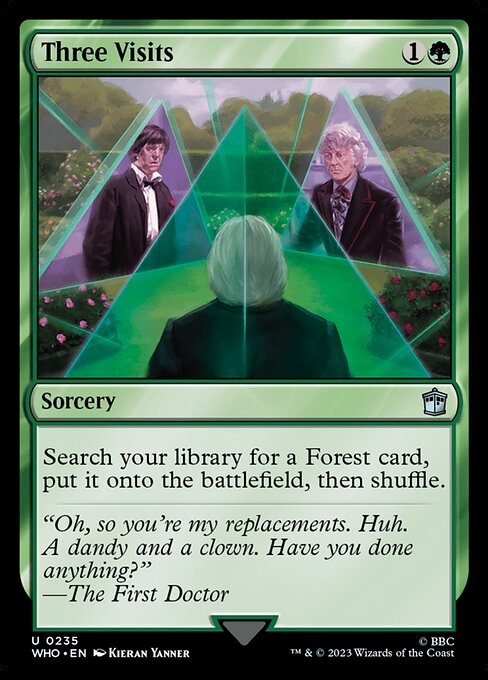 Three Visits 1
Sorcery
Search your library for a Forest card,
put it onto the battlefield, then shuffle.
“Oh, so you’re my replacements. Huh.
A dandy and a clown. Have you done
anything?”
—The First Doctor
U 0235 © BBC
WHO • EN Kieran Yanner ™ & © 2023 Wizards of the Coast